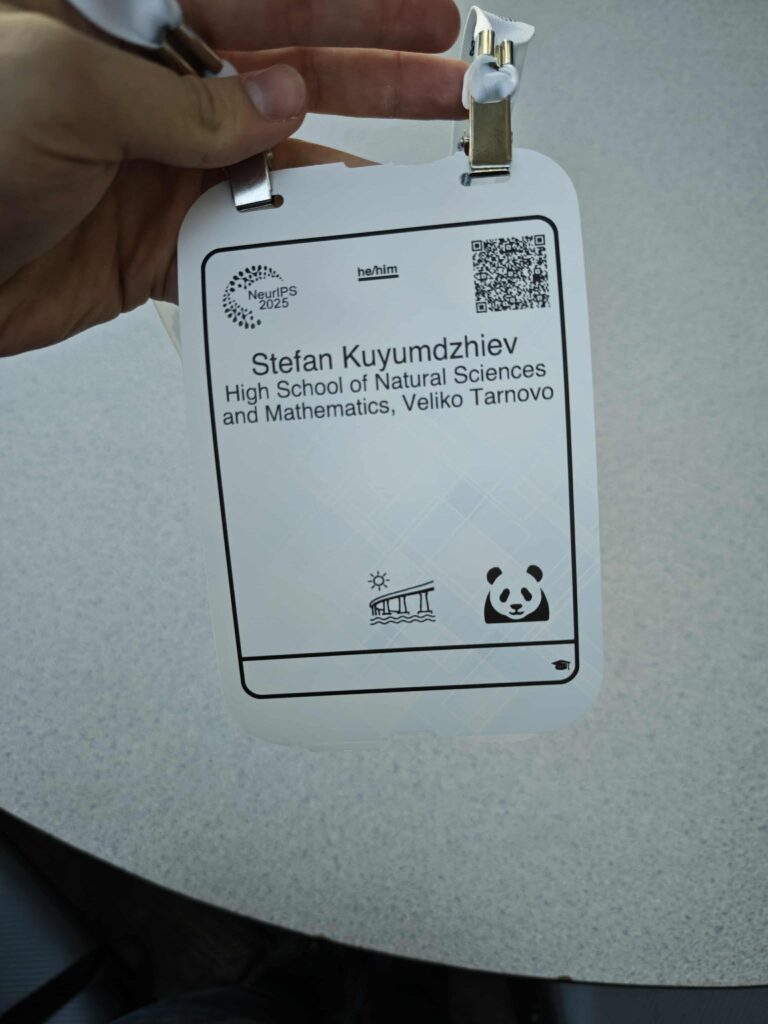 he/him
NeurIPS
2025
Stefan Kuyumdzhiev
High School of Natural Sciences
and Mathematics, Veliko Tarnovo